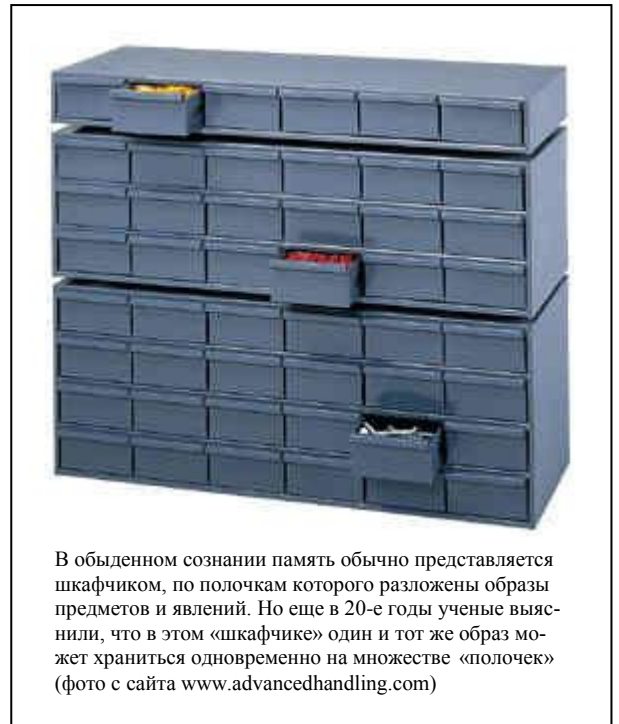 В обыденном сознании память обычно представляется
шкафчиком, по полочкам которого разложены образы
предметов и явлений. Но еще в 20-е годы ученые выяс-
нили, что в этом «шкафчике» один и тот же образ мо-
жет храниться одновременно на множестве «полочек»
(фото с сайта www.advancedhandling.com)